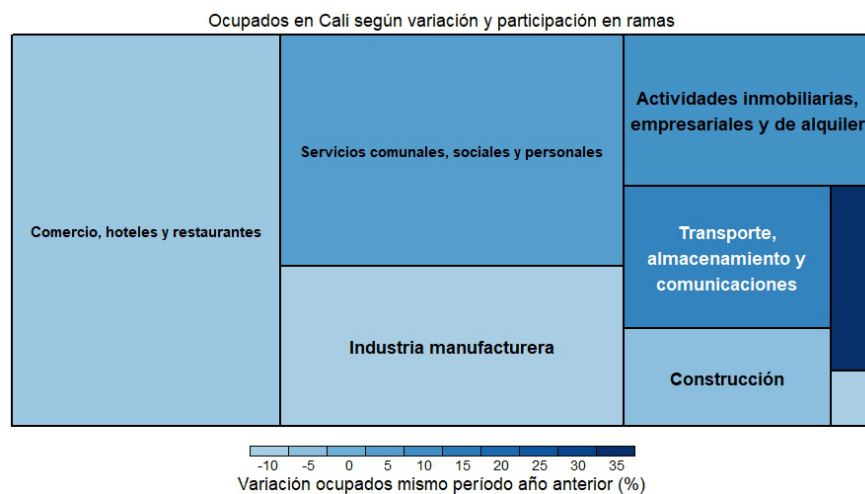 Ocupados en Cali según variación y participación en ramas
Comercio, hoteles y restaurantes
Servicios comunales, sociales y personales
Industria manufacturera
Actividades inmobiliarias,
empresariales y de alquiler
Transporte,
almacenamiento y
comunicaciones
Construcción
-10 -5 0 5 10 15 20 25 30 35
Variación ocupados mismo período año anterior (%)